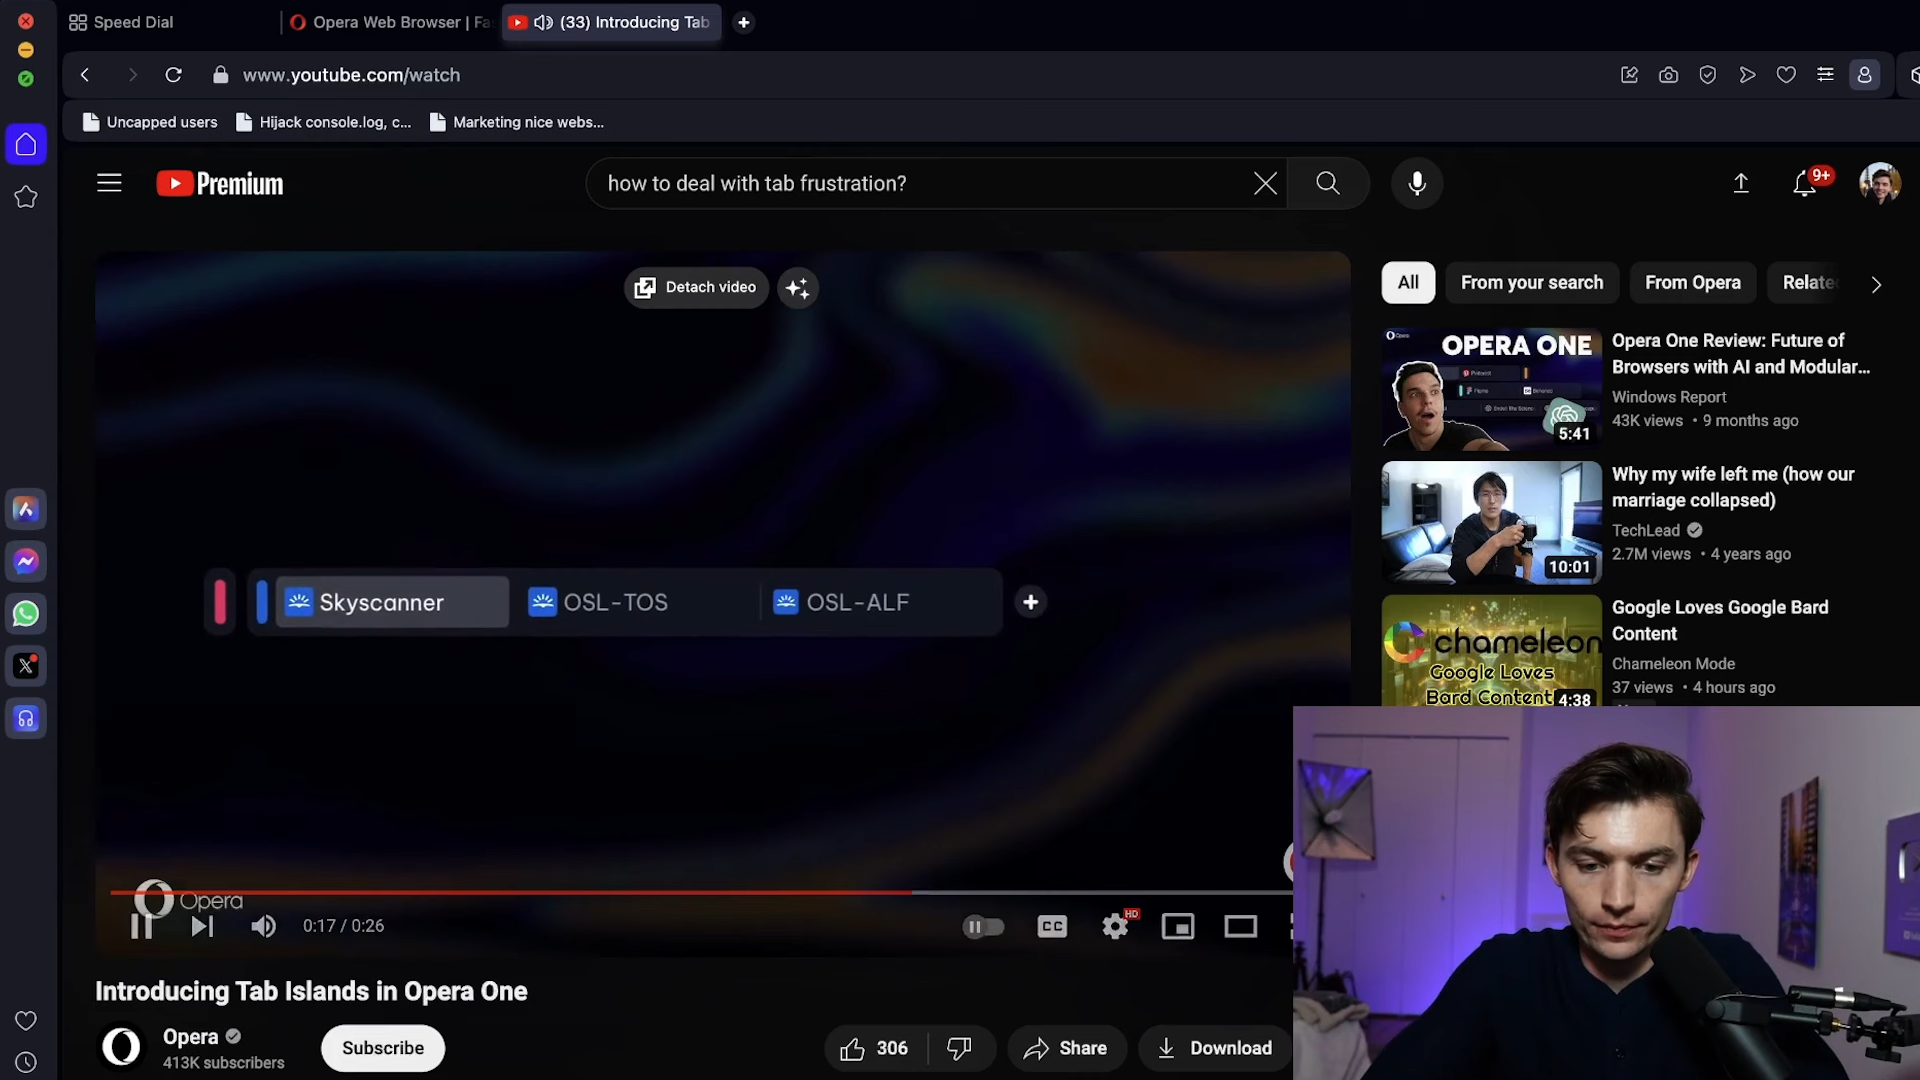 Speed Dial
Opera Web Browser | Fa
(33) Introducing Tab
www.youtube.com/watch
Uncapped users
Hijack console.log, c...
Marketing nice webs...
Premium
how to deal with tab frustration?
9+
Detach video
All
From your search
From Opera
Relate
Opera
OPERA ONE
Pinterest
Figma
Behance
5:41
Opera One Review: Future of
Browsers with AI and Modular...
Windows Report
43K views • 9 months ago
10:01
Why my wife left me (how our
marriage collapsed)
TechLead
2.7M views • 4 years ago
chameleon
Google Loves
Bard Content
4:38
Google Loves Google Bard
Content
Chameleon Mode
37 views • 4 hours ago
Skyscanner
OSL-TOS
OSL-ALF
Opera
0:17 / 0:26
CC
HD
Introducing Tab Islands in Opera One
Opera
413K subscribers
Subscribe
306
Share
Download